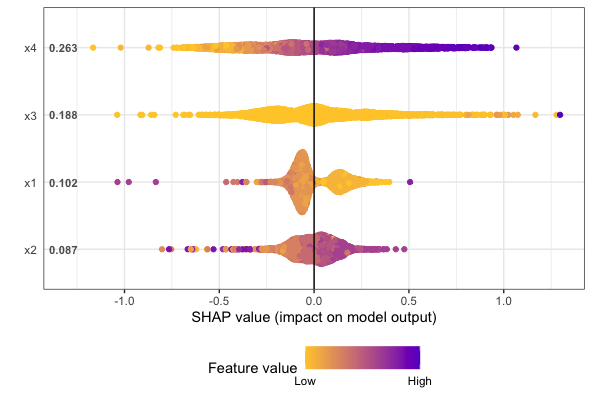 x4 0.263
x3 0.188
x1 0.102
x2 0.087
-1.0 -0.5 0.0 0.5 1.0
SHAP value (impact on model output)
Feature value
Low High